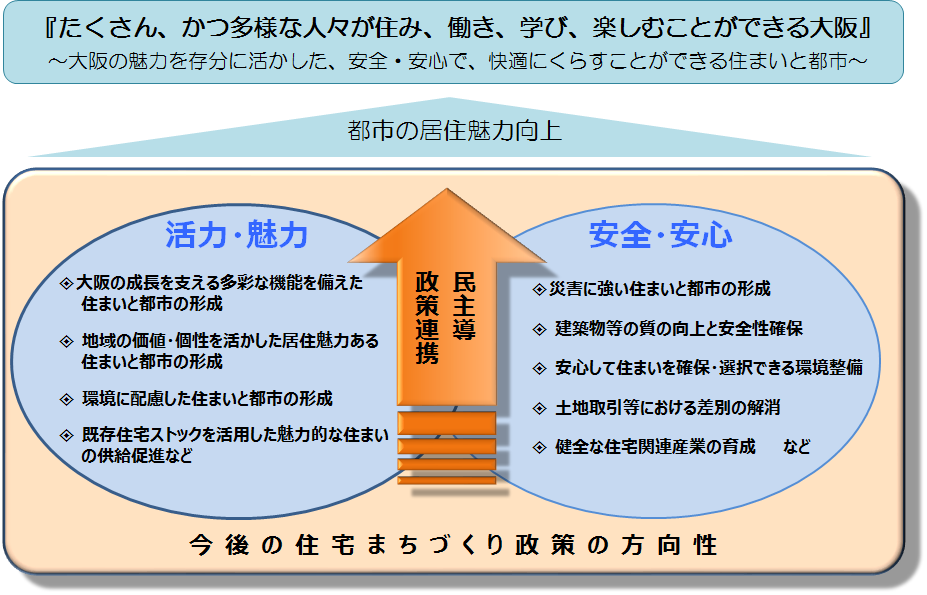 『たくさん、かつ多様な人々が住み、働き、学び、楽しむことができる大阪』
～大阪の魅力を存分に活かした、安全・安心で、快適にくらすことができる住まいと都市～
都市の居住魅力向上
活力・魅力
◈大阪の成長を支える多彩な機能を備えた
住まいと都市の形成
◈ 地域の価値・個性を活かした居住魅力ある
住まいと都市の形成
◈ 環境に配慮した住まいと都市の形成
◈ 既存住宅ストックを活用した魅力的な住まい
の供給促進など
民主導
政策連携
安全・安心
◈災害に強い住まいと都市の形成
◈ 建築物等の質の向上と安全性確保
◈ 安心して住まいを確保・選択できる環境整備
◈ 土地取引等における差別の解消
◈ 健全な住宅関連産業の育成　など
今後の住宅まちづくり政策の方向性